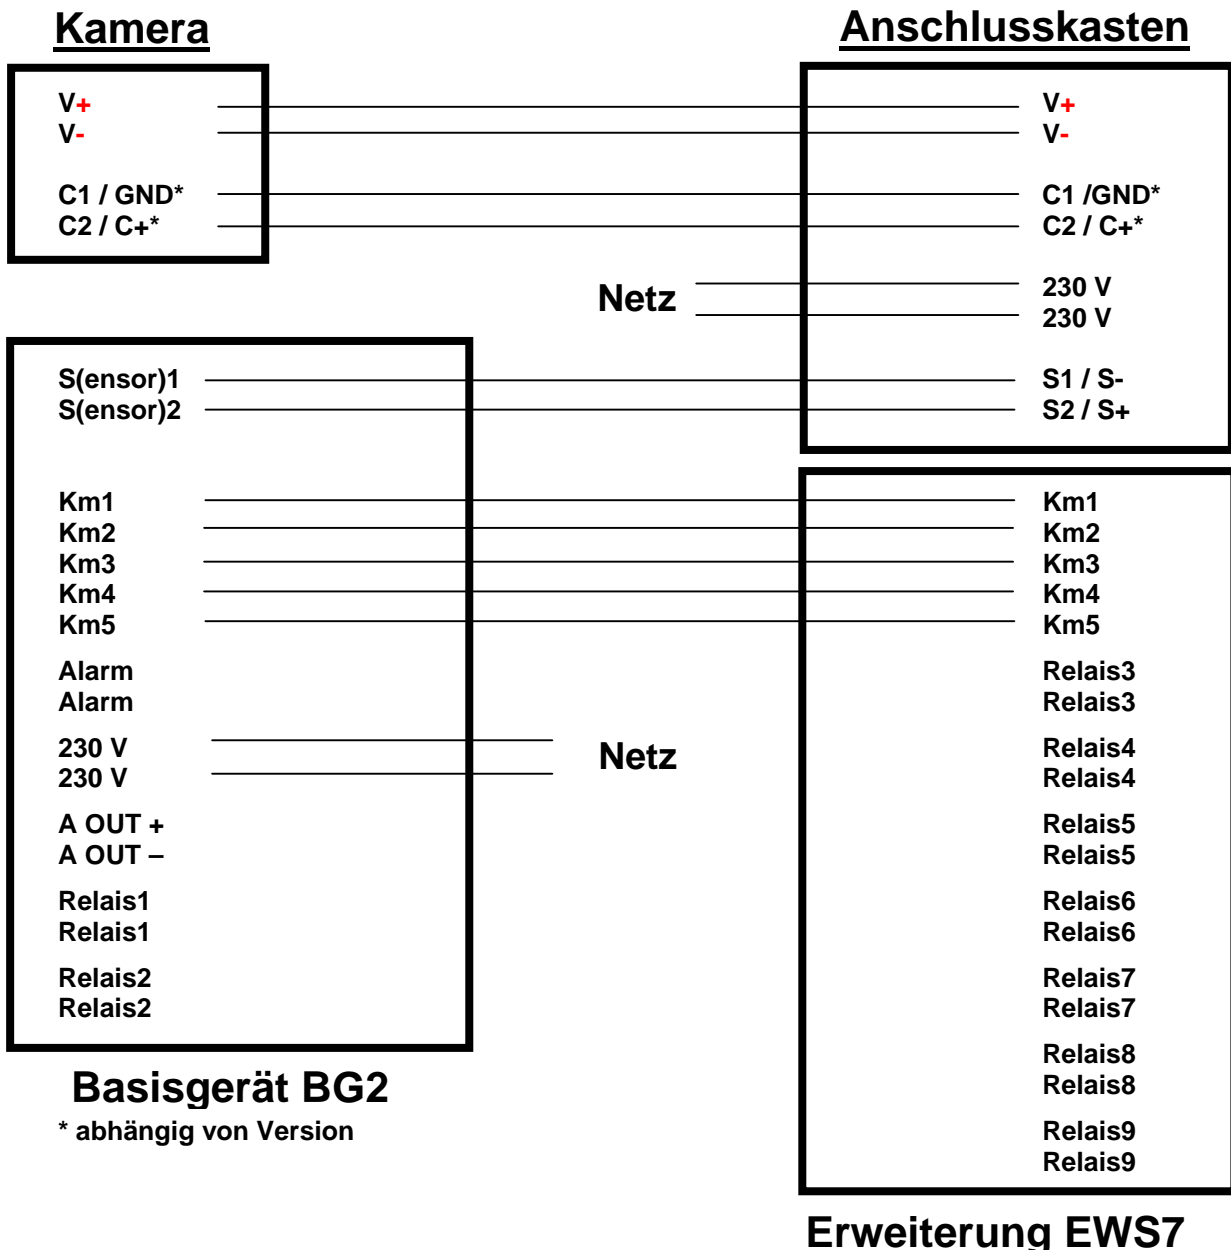 Kamera
V+
V-
C1 / GND*
C2 / C+*
Anschlusskasten
V+
V-
C1 /GND*
C2 / C+*
Netz
230 V
230 V
S1 / S-
S2 / S+
S(ensor)1
S(ensor)2
Km1
Km2
Km3
Km4
Km5
Alarm
Alarm
230 V
230 V
Netz
A OUT +
A OUT –
Relais1
Relais1
Relais2
Relais2
Basisgerät BG2
* abhängig von Version
Km1
Km2
Km3
Km4
Km5
Relais3
Relais3
Relais4
Relais4
Relais5
Relais5
Relais6
Relais6
Relais7
Relais7
Relais8
Relais8
Relais9
Relais9
Erweiterung EWS7